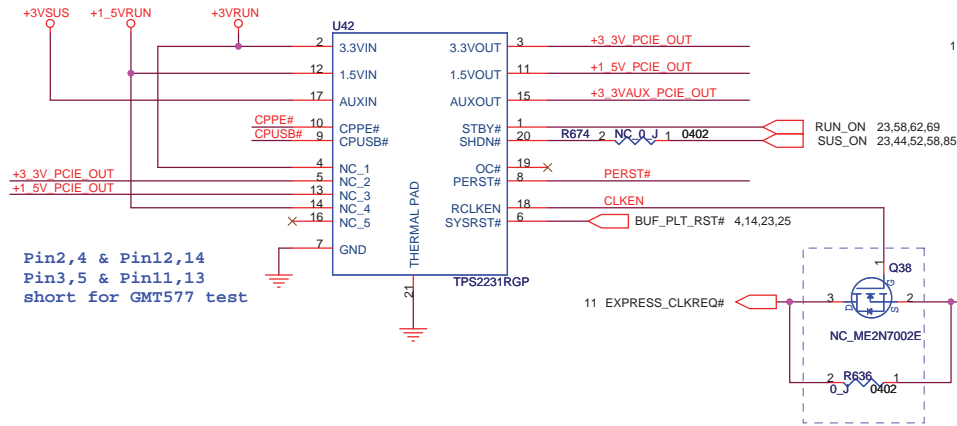 +3VSUS +1_5VRUN +3VRUN
U42
2 3.3VIN 3.3VOUT 3 +3_3V_PCIE_OUT
1
12 1.5VIN 1.5VOUT 11 +1_5V_PCIE_OUT
17 AUXIN AUXOUT 15 +3_3VAUX_PCIE_OUT
CPPE# 10 CPPE# STBY# 1 RUN_ON 23,58,62,69
CPUSB# 9 CPUSB# SHDN# 20 R674 2 NC_0_J 1 0402 SUS_ON 23,44,52,58,85
4 NC_1 OC# 19
+3_3V_PCIE_OUT 5 NC_2 PERST# 8 PERST#
+1_5V_PCIE_OUT 13 NC_3
14 NC_4 RCLKEN 18 CLKEN
16 NC_5 SYSRST# 6 BUF_PLT_RST# 4,14,23,25
7 GND
THERMAL PAD
21
TPS2231RGP
Pin2,4 & Pin12,14
Pin3,5 & Pin11,13
short for GMT577 test
1 Q38
G
11 EXPRESS_CLKREQ# 3 D S 2
NC_ME2N7002E
2 R636 1
0_J 0402